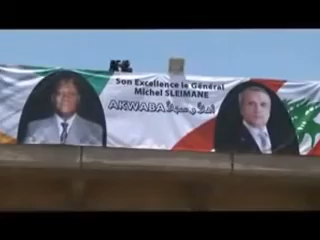 Son Excellence le Général
Michel SLEIMANE
AKWABA أهلا وسهلا